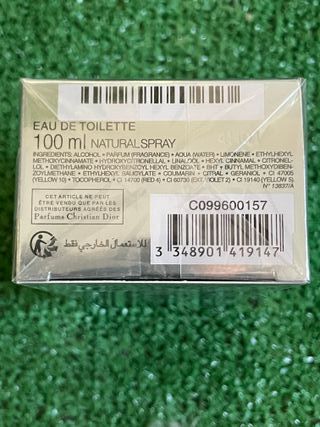 EAU DE TOILETTE
100 ml NATURAL SPRAY
INGREDIENTS: ALCOHOL • PARFUM (FRAGRANCE) • AQUA (WATER) • LIMONENE • ETHYLHEXYL
METHOXYCINNAMATE • HYDROXYCITRONELLAL • LINALOOL • HEXYL CINNAMAL • CITRONEL-
LOL • DIETHYLAMINO HYDROXYBENZOYL HEXYL BENZOATE • BHT • BUTYL METHOXYDIBEN-
ZOYLMETHANE • ETHYLHEXYL SALICYLATE • COUMARIN • CITRAL • GERANIOL • CI 47005
(YELLOW 10) • TOCOPHEROL • CI 14700 (RED 4) • CI 60730 (EXT. VIOLET 2) • CI 19140 (YELLOW 5)
N° 13837/A
CET ARTICLE NE PEUT
ÊTRE VENDU QUE PAR LES
DISTRIBUTEURS AGRÉÉS DES
Parfums Christian Dior
C099600157
للاستعمال الخارجي فقط
3 348901 419147